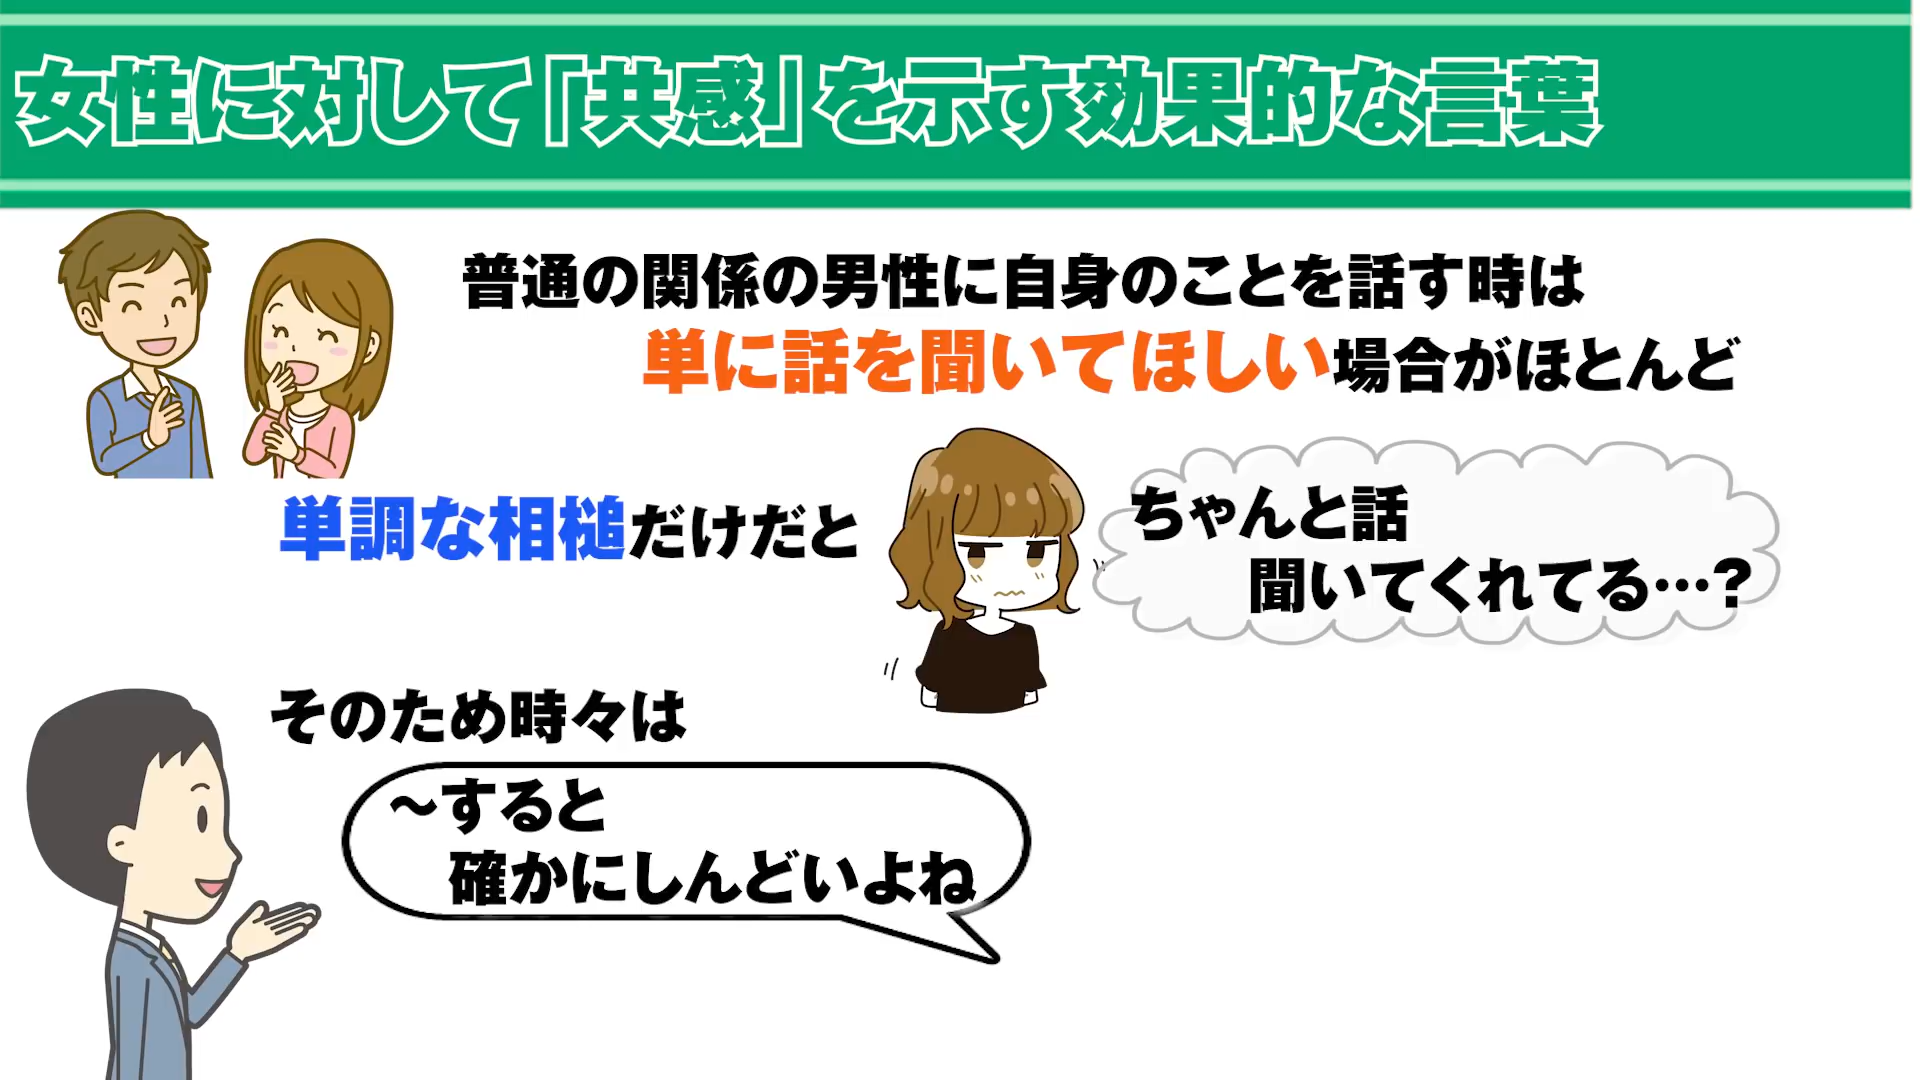 女性に対して「共感」を示す効果的な言葉
普通の関係の男性に自身のことを話す時は
単に話を聞いてほしい場合がほとんど
単調な相槌だけだと
ちゃんと話
聞いてくれてる…?
そのため時々は
～すると
確かにしんどいよね